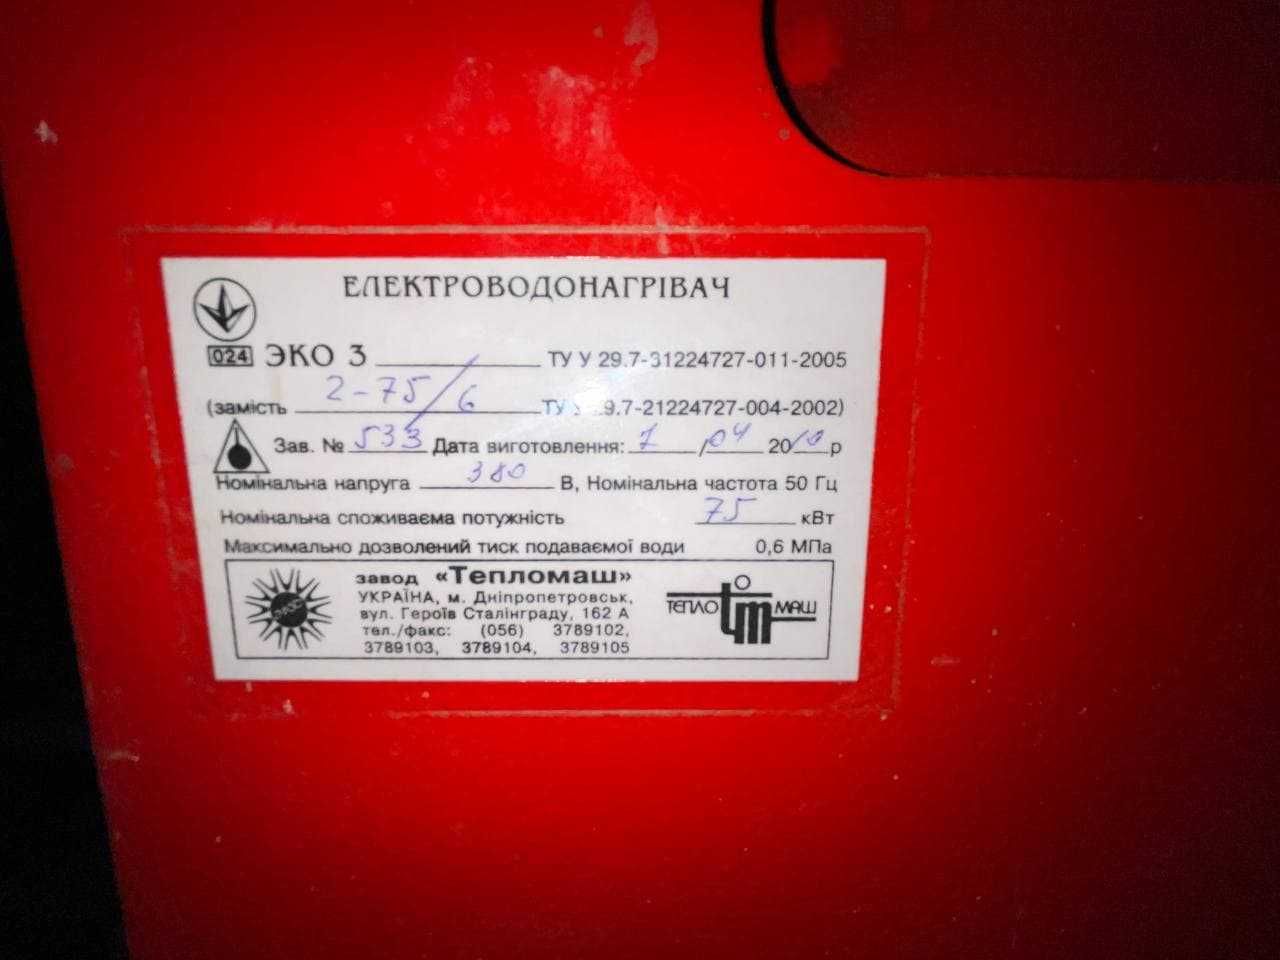 ЕЛЕКТРОВОДОНАГРІВАЧ
024 ЭКО 3 ТУ У 29.7-31224727-011-2005
2-75/6
(замість ТУ У 29.7-21224727-004-2002)
Зав. № 533 Дата виготовлення: 7/04 2010р
Номінальна напруга 380 В, Номінальна частота 50 Гц
Номінальна споживаєма потужність 75 кВт
Максимально дозволений тиск подаваємої води 0,6 МПа
завод «Тепломаш»
УКРАЇНА, м. Дніпропетровськ,
вул. Героїв Сталінграду, 162 А
тел./факс: (056) 3789102,
3789103, 3789104, 3789105
ТЕПЛО тм МАШ